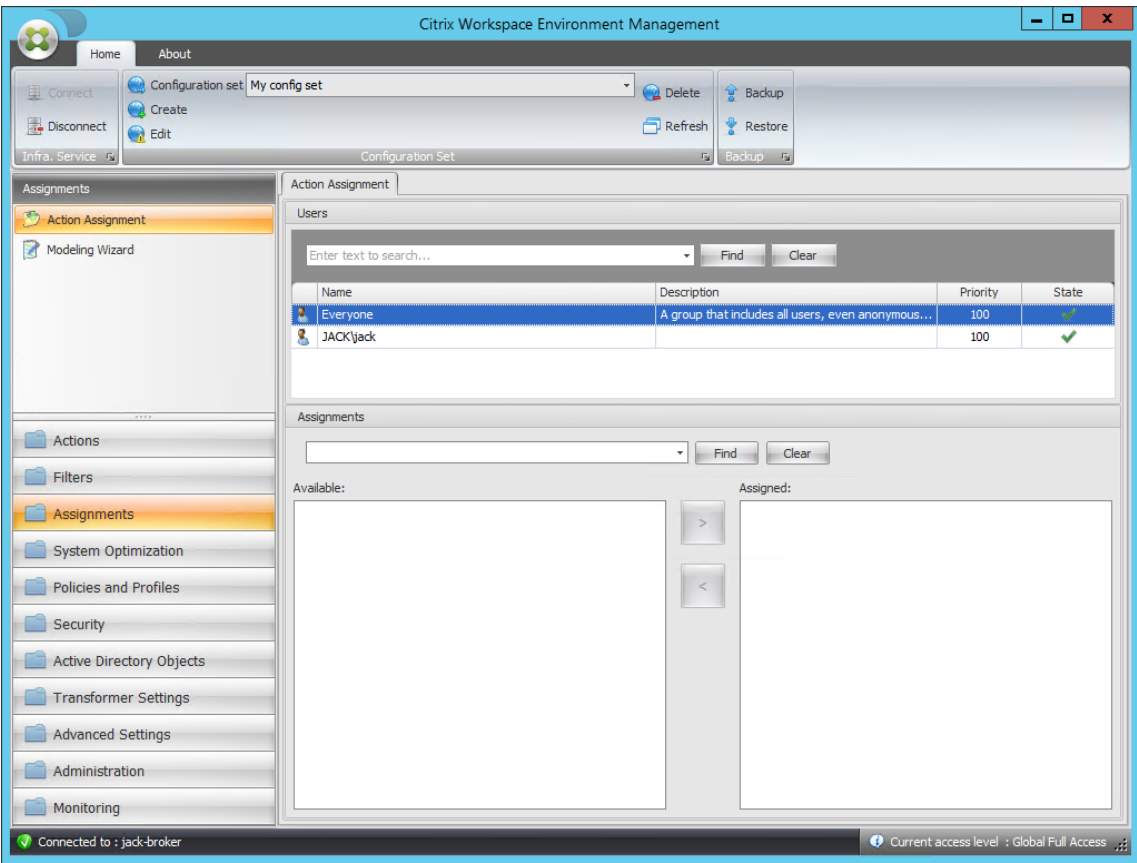 Citrix Workspace Environment Management
Home About
Connect
Disconnect
Infra. Service
Configuration set My config set
Create
Edit
Delete
Refresh
Configuration Set
Backup
Restore
Backup
Assignments
Action Assignment
Modeling Wizard
Actions
Filters
Assignments
System Optimization
Policies and Profiles
Security
Active Directory Objects
Transformer Settings
Advanced Settings
Administration
Monitoring
Action Assignment
Users
Enter text to search... Find Clear
Name Description Priority State
Everyone A group that includes all users, even anonymous... 100
JACK\jack 100
Assignments
Find Clear
Available: Assigned:
>
<
Connected to : jack-broker
Current access level : Global Full Access